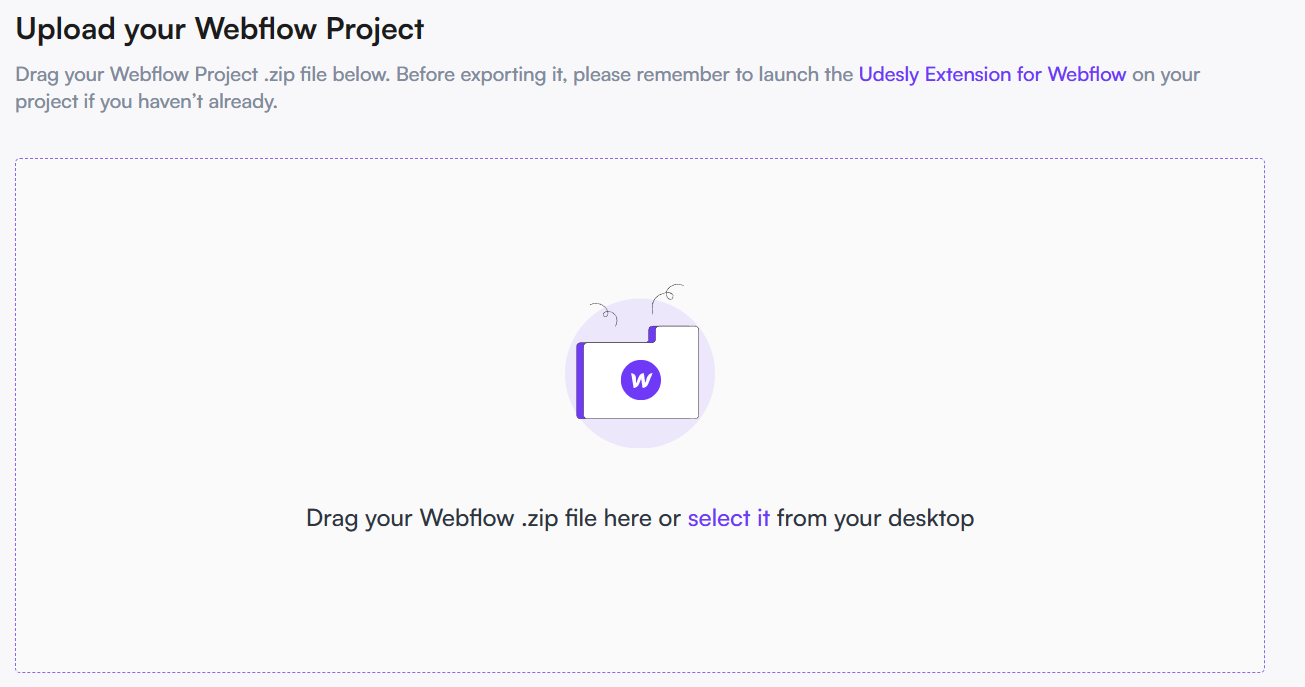 Upload your Webflow Project
Drag your Webflow Project .zip file below. Before exporting it, please remember to launch the Udesly Extension for Webflow on your
project if you haven’t already.
W
Drag your Webflow .zip file here or select it from your desktop